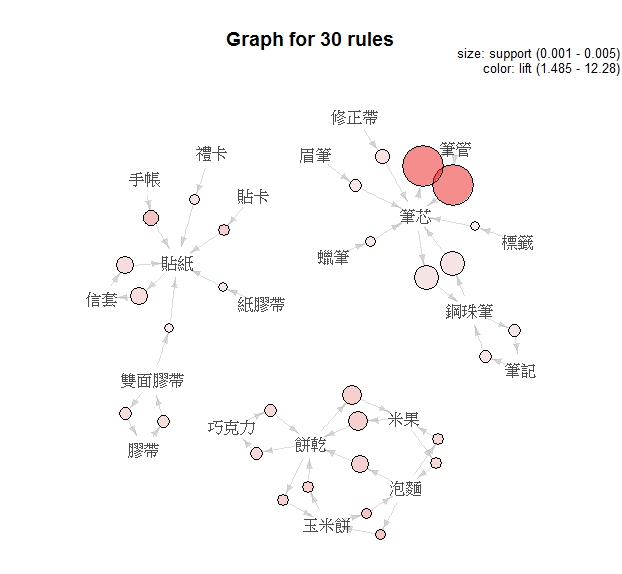 Graph for 30 rules
size: support (0.001 - 0.005)
color: lift (1.485 - 12.28)
修正帶
筆管
眉筆
禮卡
手帳
貼卡
筆芯
標籤
蠟筆
貼紙
信套
紙膠帶
鋼珠筆
筆記
雙面膠帶
膠帶
巧克力
米果
餅乾
泡麵
玉米餅